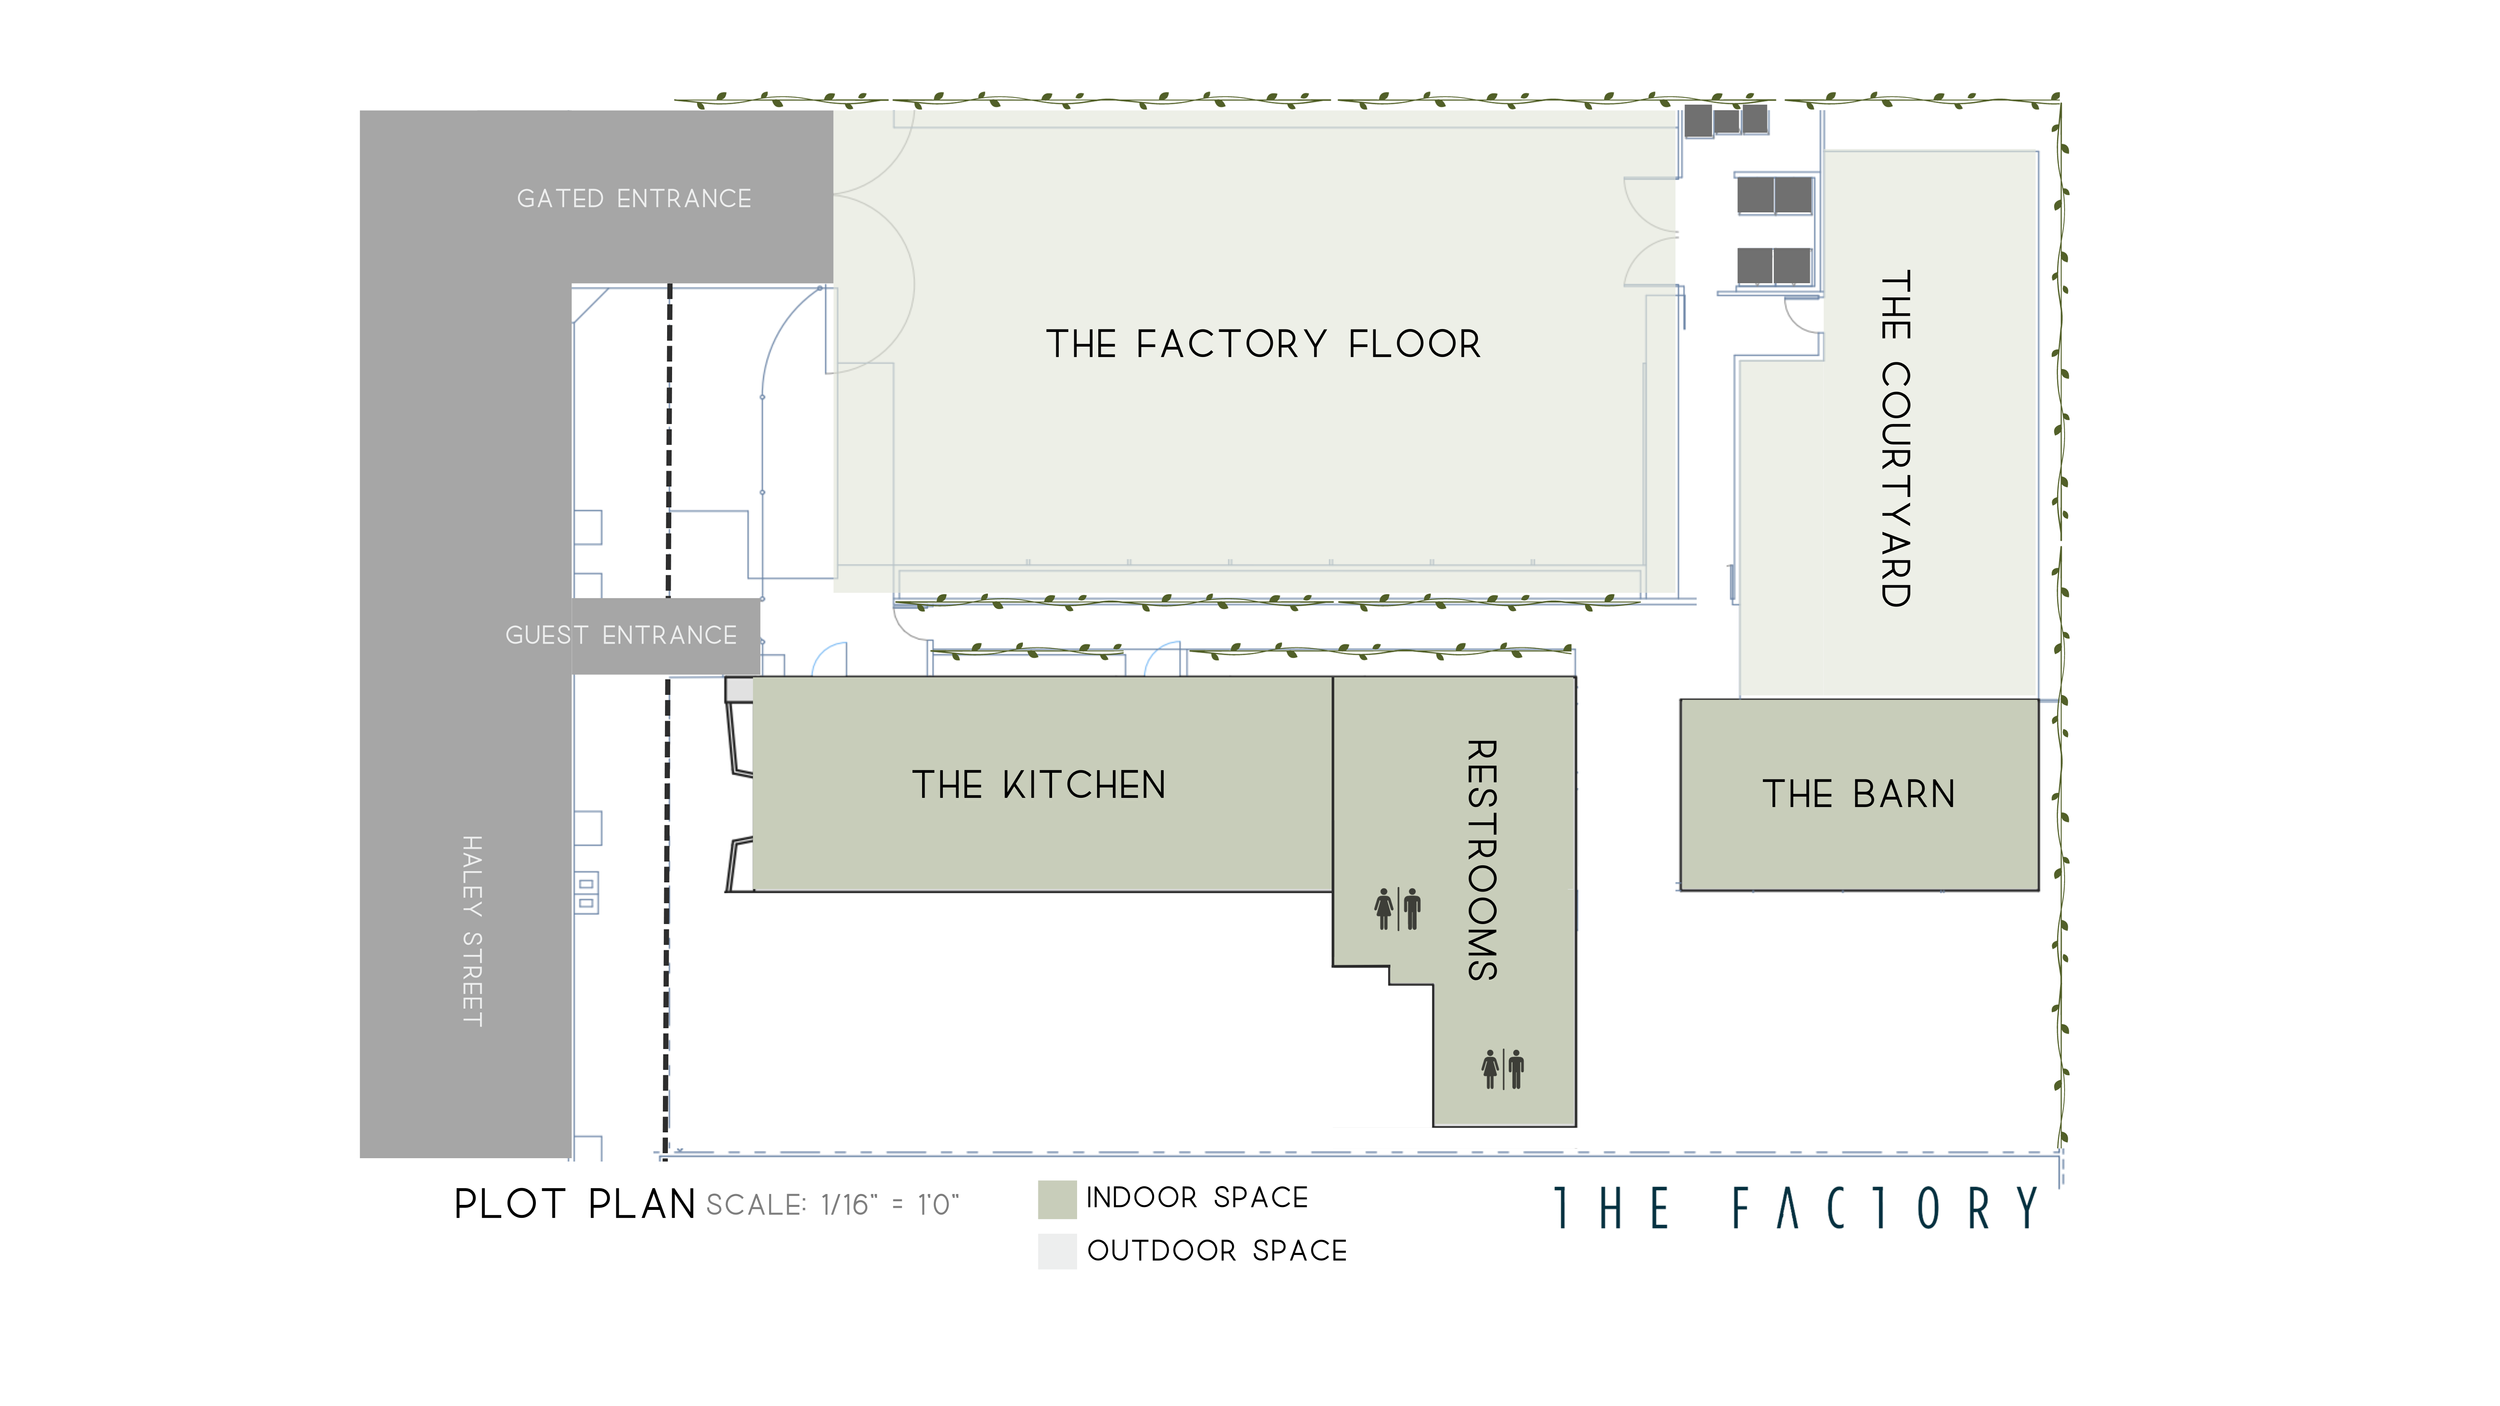 GATED ENTRANCE
THE FACTORY FLOOR
THE COURTYARD
GUEST ENTRANCE
THE KITCHEN
RESTROOMS
THE BARN
HALEY STREET
PLOT PLAN SCALE: 1/16" = 1'0"
INDOOR SPACE
OUTDOOR SPACE
THE FACTORY